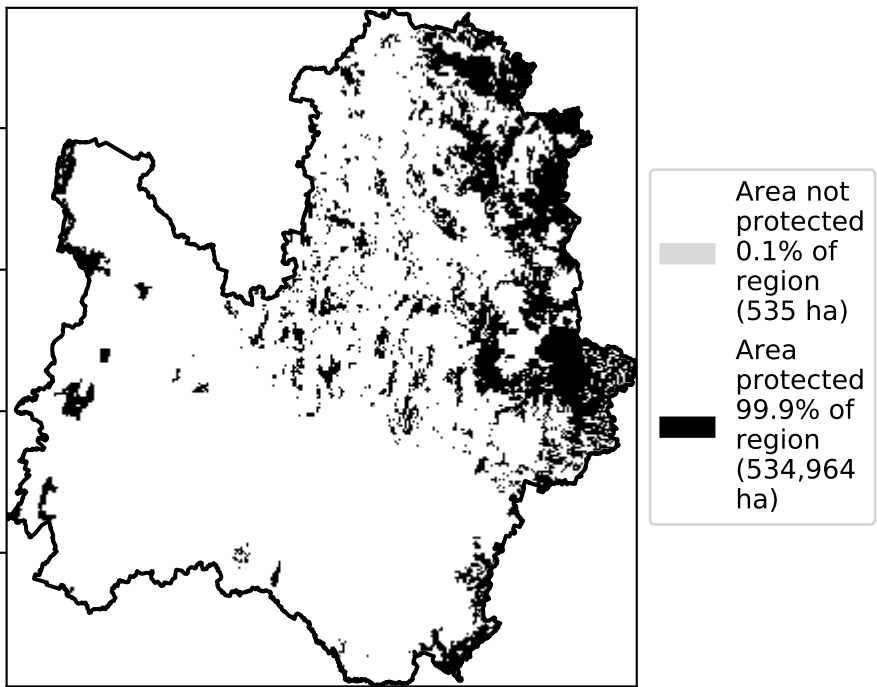 Area not
protected
0.1% of
region
(535 ha)
Area
protected
99.9% of
region
(534,964
ha)